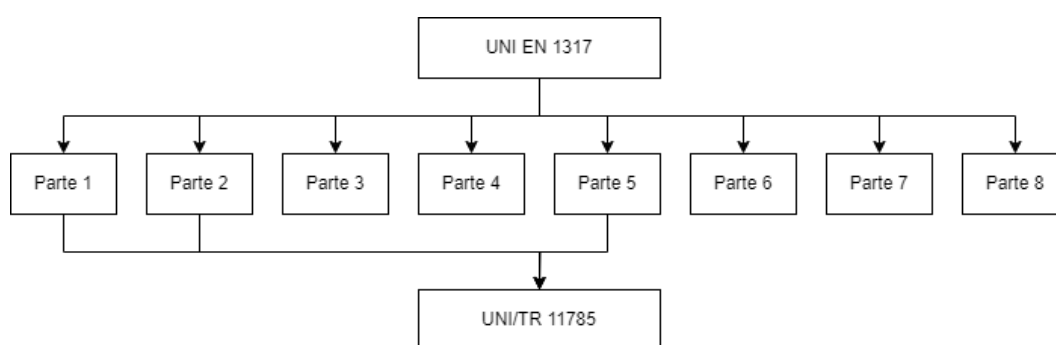 UNI EN 1317
Parte 1
Parte 2
Parte 3
Parte 4
Parte 5
Parte 6
Parte 7
Parte 8
UNI/TR 11785